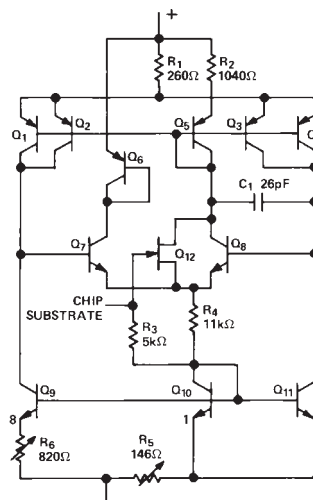 +
R1 R2
260Ω 1040Ω
Q1 Q2 Q5 Q3 Q
Q6
C1 26pF
Q7 Q12 Q8
CHIP
SUBSTRATE
R3 R4
5kΩ 11kΩ
Q9 Q10 Q11
8 1
R6 R5
820Ω 146Ω